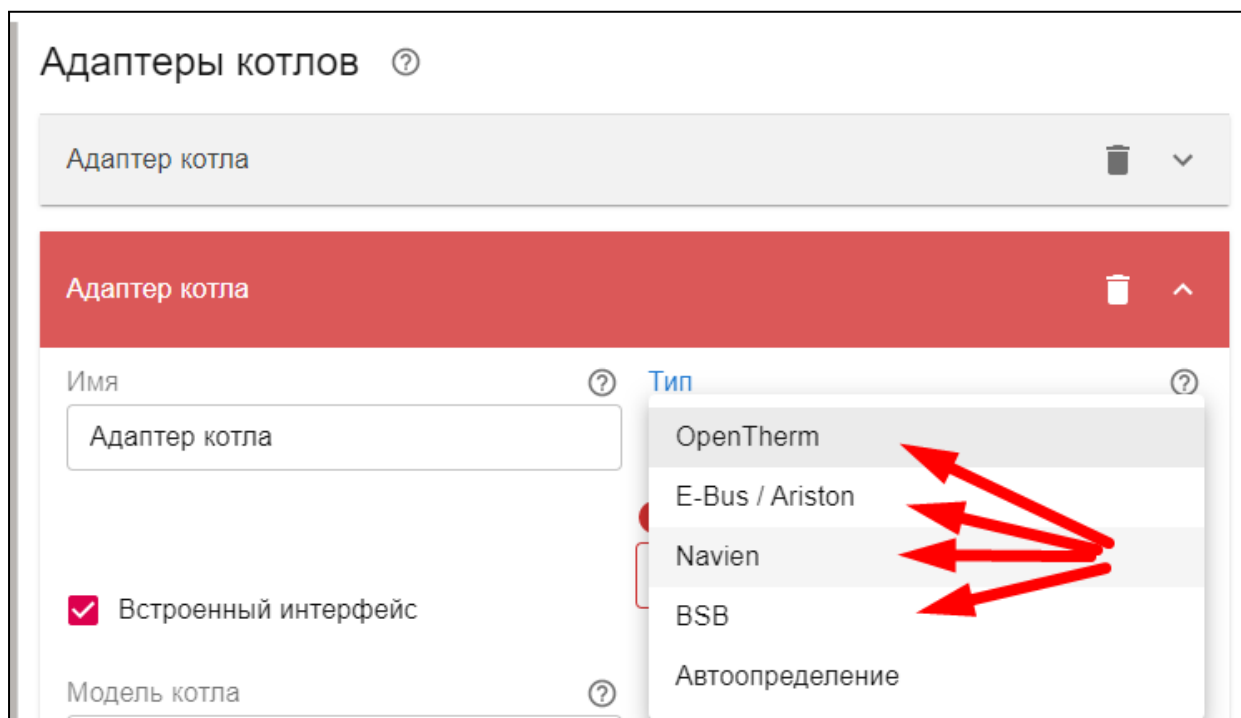 Адаптеры котлов
Адаптер котла
Адаптер котла
Имя
Тип
Адаптер котла
OpenTherm
E-Bus / Ariston
Navien
Встроенный интерфейс
BSB
Автоопределение
Модель котла